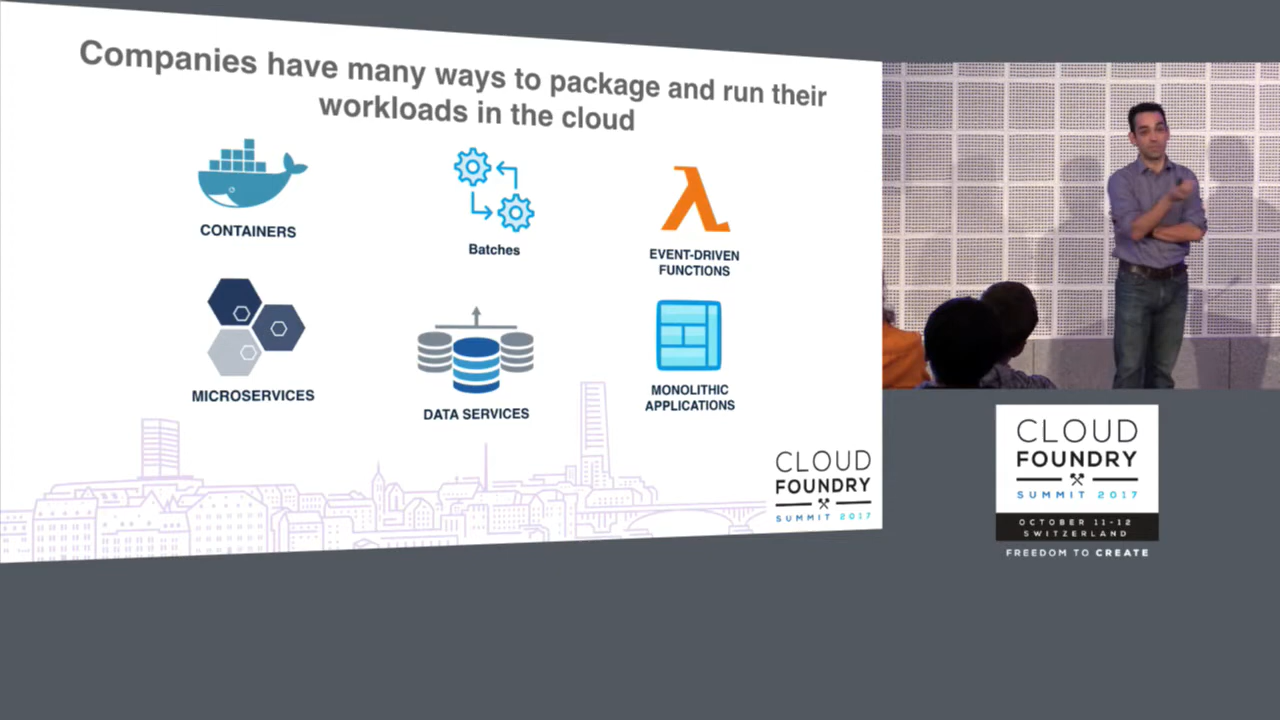 Companies have many ways to package and run their
workloads in the cloud
CONTAINERS
Batches
EVENT-DRIVEN
FUNCTIONS
MICROSERVICES
DATA SERVICES
MONOLITHIC
APPLICATIONS
CLOUD
FOUNDRY
SUMMIT 2017
CLOUD
FOUNDRY
SUMMIT 2017
OCTOBER 11-12
SWITZERLAND
FREEDOM TO CREATE